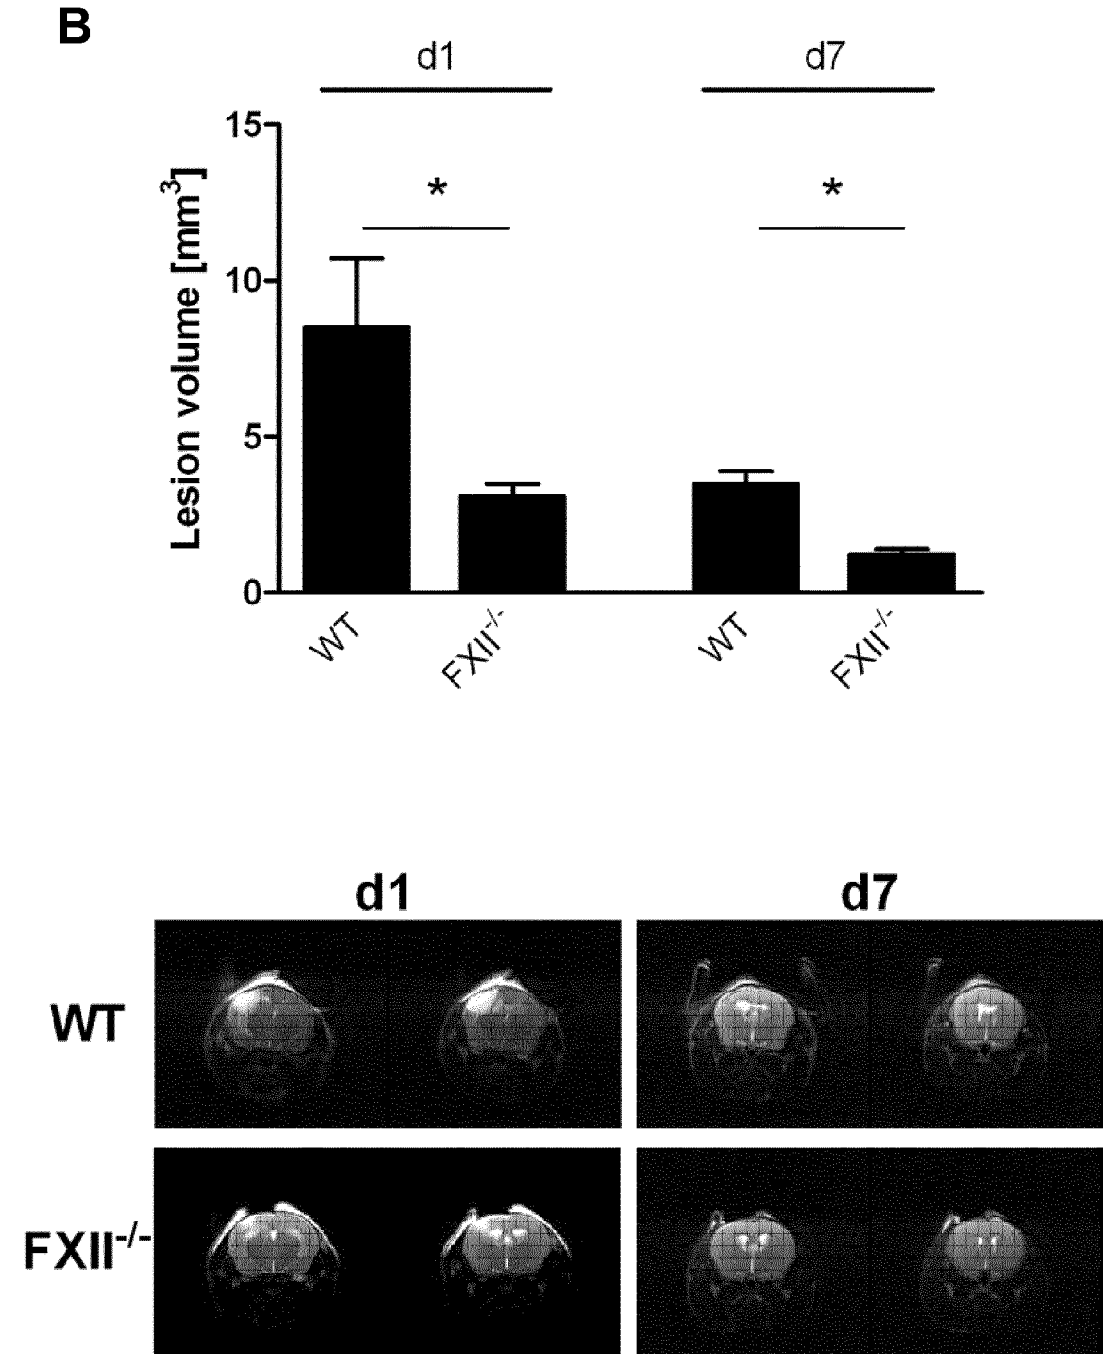 B
d1 d7
15
*
*
10
5
0
Lesion volume [mm³]
WT FXII⁻/⁻ WT FXII⁻/⁻
d1 d7
WT
FXII⁻/⁻